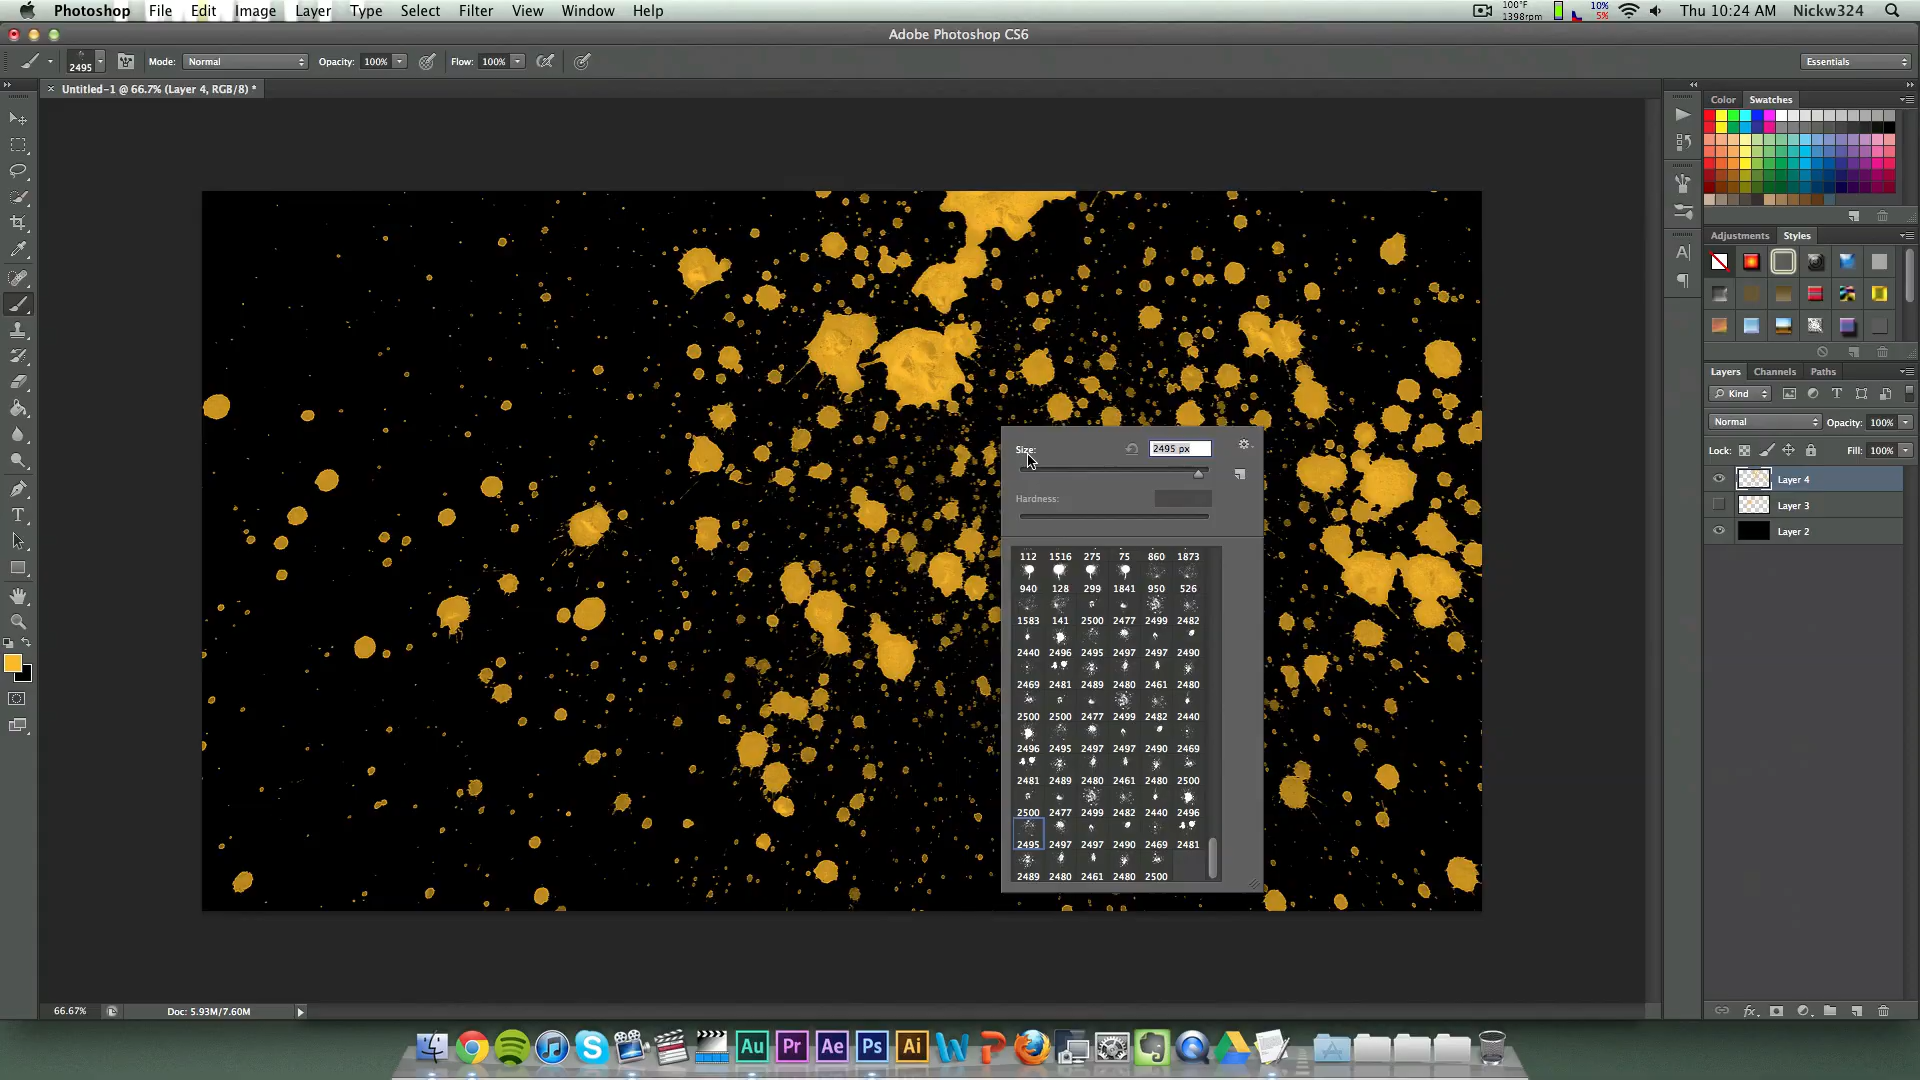 Photoshop File Edit Image Layer Type Select Filter View Window Help
100°F
1398rpm
10%
5%
Thu 10:24 AM Nickw324
Adobe Photoshop CS6
2495
Mode: Normal
Opacity: 100%
Flow: 100%
Essentials
Untitled-1 @ 66.7% (Layer 4, RGB/8) *
Color Swatches
Adjustments Styles
Layers Channels Paths
Kind
Normal
Opacity: 100%
Lock:
Fill: 100%
Layer 4
Layer 3
Layer 2
Size: 2495 px
Hardness:
112 1516 275 75 860 1873
940 128 299 1841 950 526
1583 141 2500 2477 2499 2482
2440 2496 2495 2497 2497 2490
2469 2481 2489 2480 2461 2480
2500 2500 2477 2499 2482 2440
2496 2495 2497 2497 2490 2469
2481 2489 2480 2461 2480 2500
2500 2477 2499 2482 2440 2496
2495 2497 2497 2490 2469 2481
2489 2480 2461 2480 2500
66.67% Doc: 5.93M/7.60M
Au Pr Ae Ps Ai